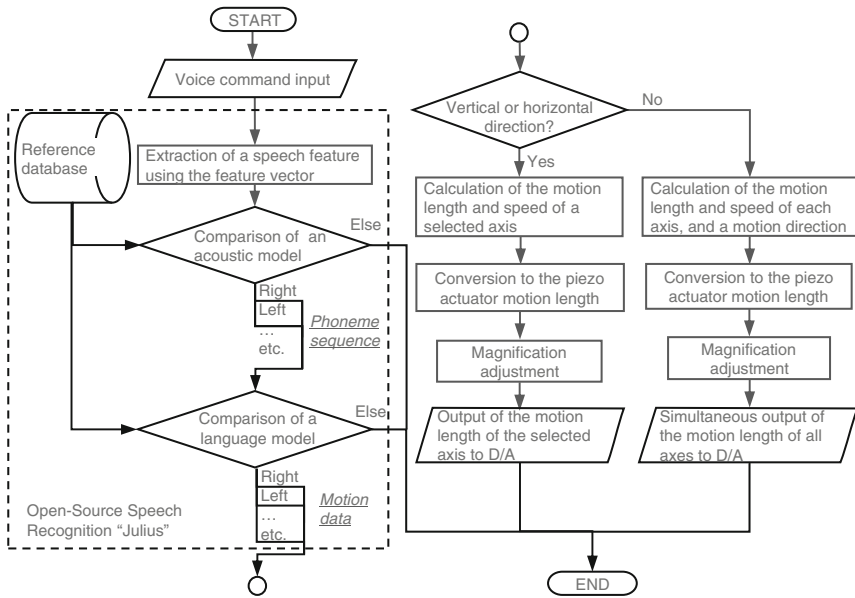 START
Voice command input
Reference
database
Extraction of a speech feature
using the feature vector
Comparison of an
acoustic model
Else
Right
Left
…
etc.
Phoneme
sequence
Comparison of a
language model
Else
Right
Left
…
etc.
Motion
data
Open-Source Speech
Recognition “Julius”
Vertical or horizontal
direction?
No
Yes
Calculation of the motion
length and speed of a
selected axis
Conversion to the piezo
actuator motion length
Magnification
adjustment
Output of the motion
length of the selected
axis to D/A
Calculation of the motion
length and speed of each
axis, and a motion direction
Conversion to the piezo
actuator motion length
Magnification
adjustment
Simultaneous output of
the motion length of all
axes to D/A
END